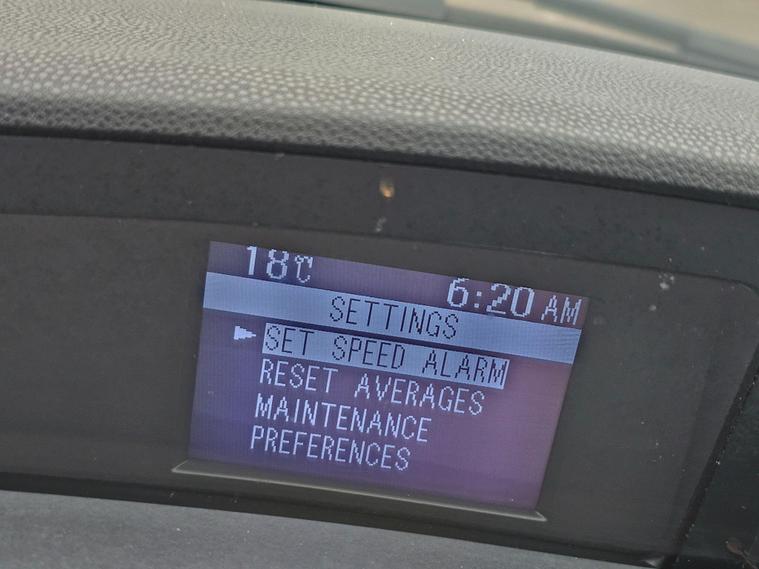 18℃
6:20 AM
SETTINGS
SET SPEED ALARM
RESET AVERAGES
MAINTENANCE
PREFERENCES